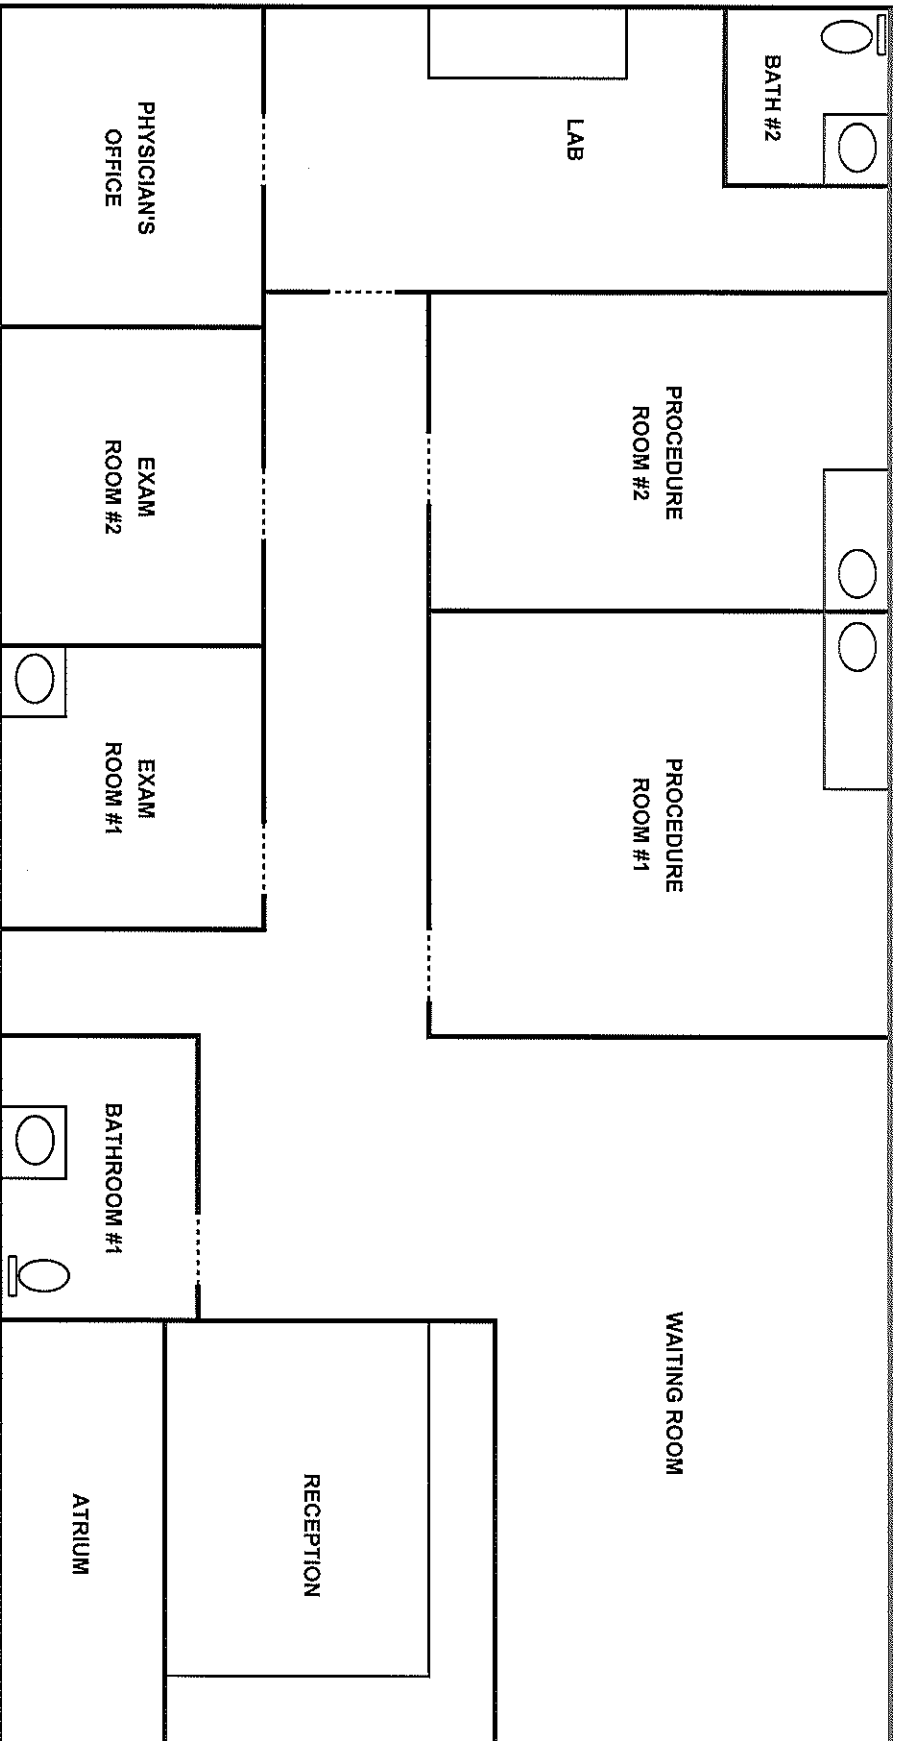 BATH #2
LAB
PHYSICIAN'S
OFFICE
PROCEDURE
ROOM #2
EXAM
ROOM #2
PROCEDURE
ROOM #1
EXAM
ROOM #1
BATHROOM #1
WAITING ROOM
RECEPTION
ATRIUM